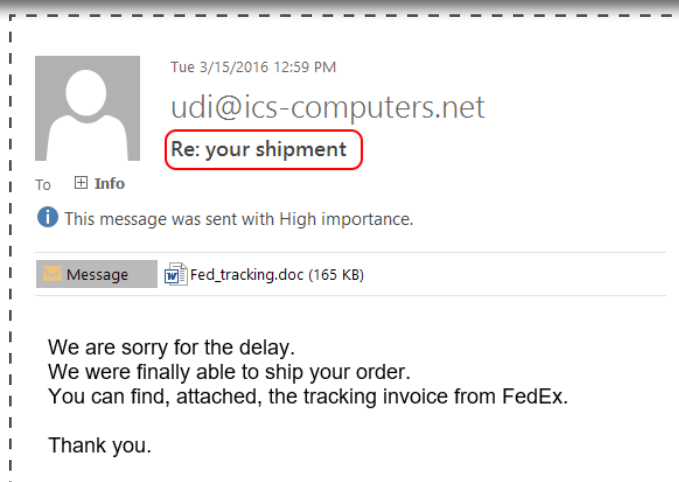 Tue 3/15/2016 12:59 PM
udi@ics-computers.net
Re: your shipment
To Info
This message was sent with High importance.
Message Fed_tracking.doc (165 KB)
We are sorry for the delay.
We were finally able to ship your order.
You can find, attached, the tracking invoice from FedEx.
Thank you.